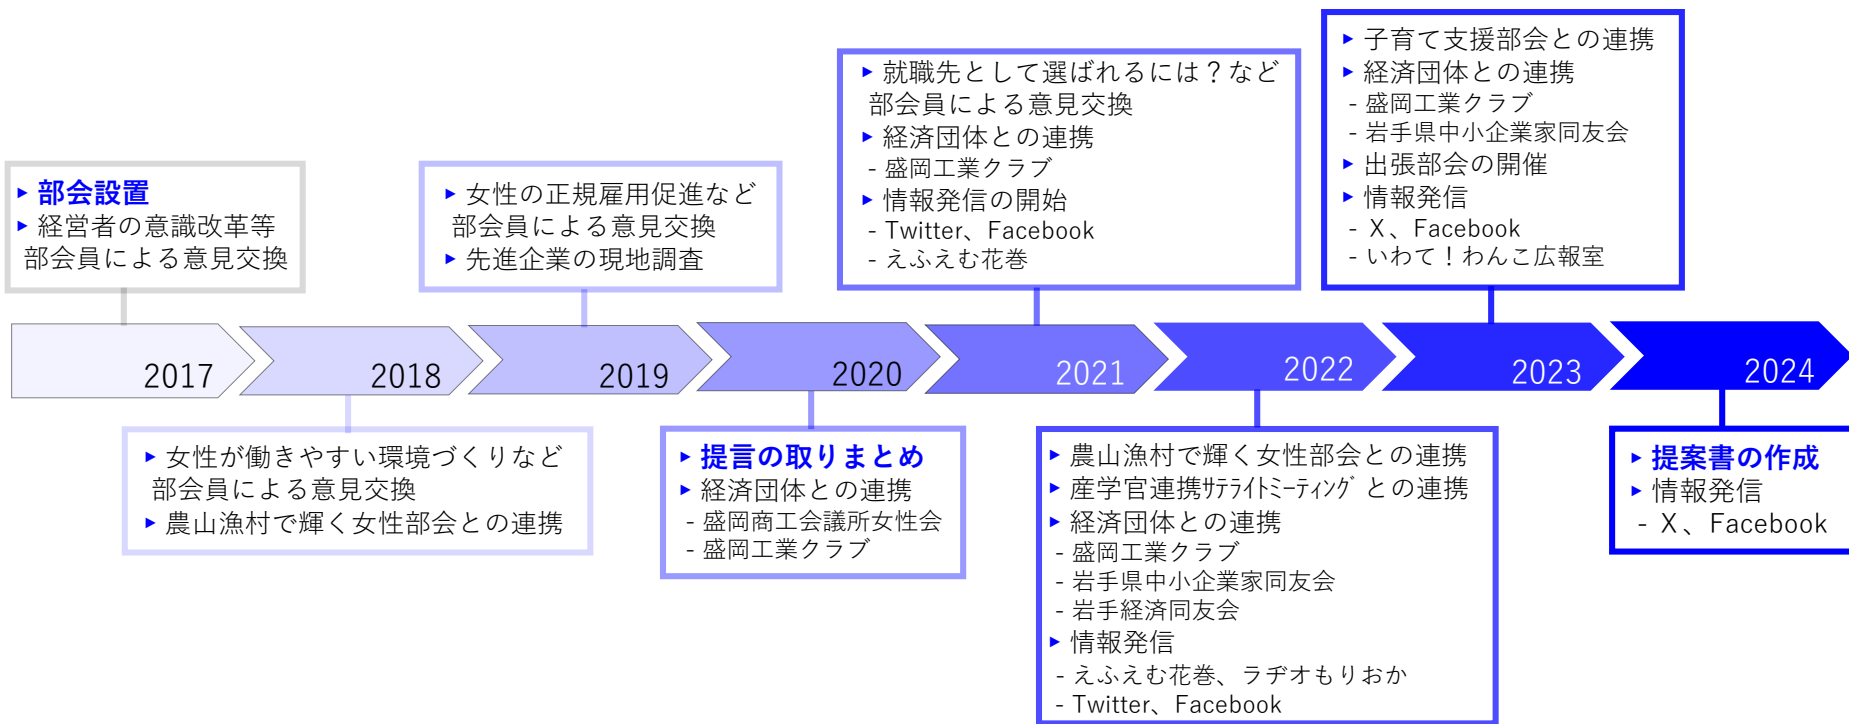 ▸ 部会設置
▸ 経営者の意識改革等
部会員による意見交換
▸ 女性の正規雇用促進など
部会員による意見交換
▸ 先進企業の現地調査
▸ 就職先として選ばれるには？など
部会員による意見交換
▸ 経済団体との連携
- 盛岡工業クラブ
▸ 情報発信の開始
- Twitter、Facebook
- えふえむ花巻
▸ 子育て支援部会との連携
▸ 経済団体との連携
- 盛岡工業クラブ
- 岩手県中小企業家同友会
▸ 出張部会の開催
▸ 情報発信
- X、Facebook
- いわて！わんこ広報室
2017
2018
2019
2020
2021
2022
2023
2024
▸ 女性が働きやすい環境づくりなど
部会員による意見交換
▸ 農山漁村で輝く女性部会との連携
▸ 提言の取りまとめ
▸ 経済団体との連携
- 盛岡商工会議所女性会
- 盛岡工業クラブ
▸ 農山漁村で輝く女性部会との連携
▸ 産学官連携ｻﾃﾗｲﾄﾐｰﾃｨﾝｸﾞとの連携
▸ 経済団体との連携
- 盛岡工業クラブ
- 岩手県中小企業家同友会
- 岩手経済同友会
▸ 情報発信
- えふえむ花巻、ラヂオもりおか
- Twitter、Facebook
▸ 提案書の作成
▸ 情報発信
- X、Facebook